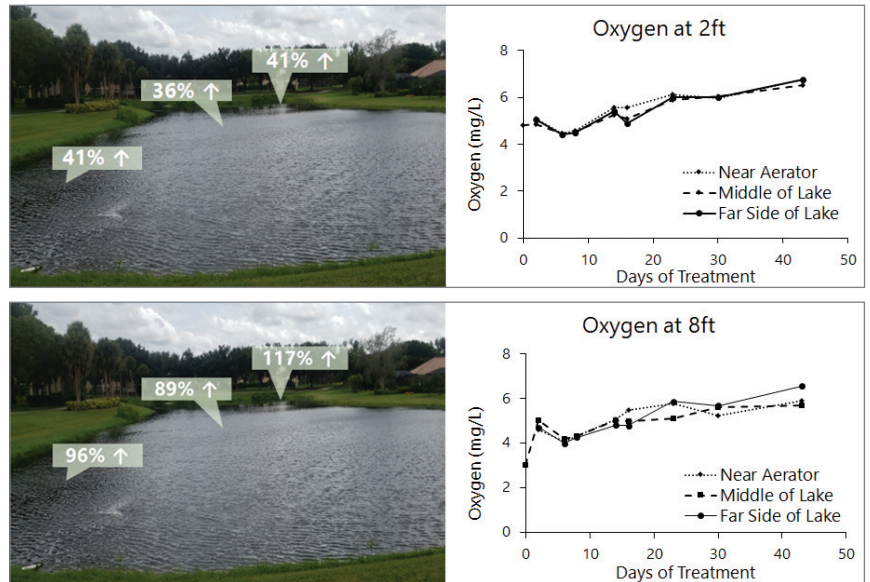 41% ↑
36% ↑
41% ↑
Oxygen at 2ft
Oxygen (mg/L)
8
6
4
2
0
Near Aerator
Middle of Lake
Far Side of Lake
0 10 20 30 40 50
Days of Treatment
117% ↑
89% ↑
96% ↑
Oxygen at 8ft
Oxygen (mg/L)
8
6
4
2
0
Near Aerator
Middle of Lake
Far Side of Lake
0 10 20 30 40 50
Days of Treatment